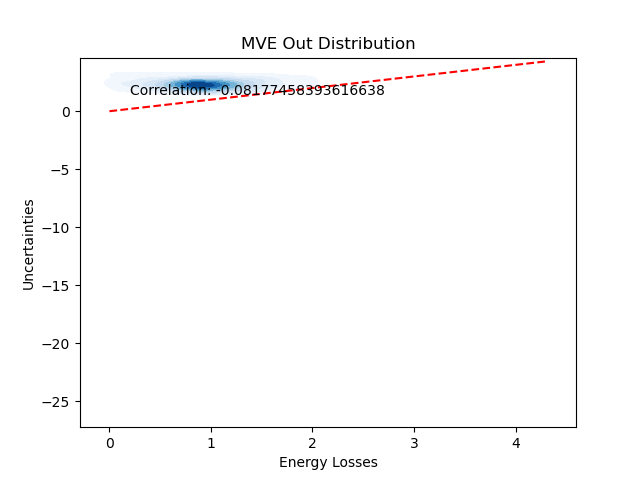 MVE Out Distribution
Correlation: -0.08177458393616638
0
−5
−10
−15
−20
−25
Uncertainties
0 1 2 3 4
Energy Losses